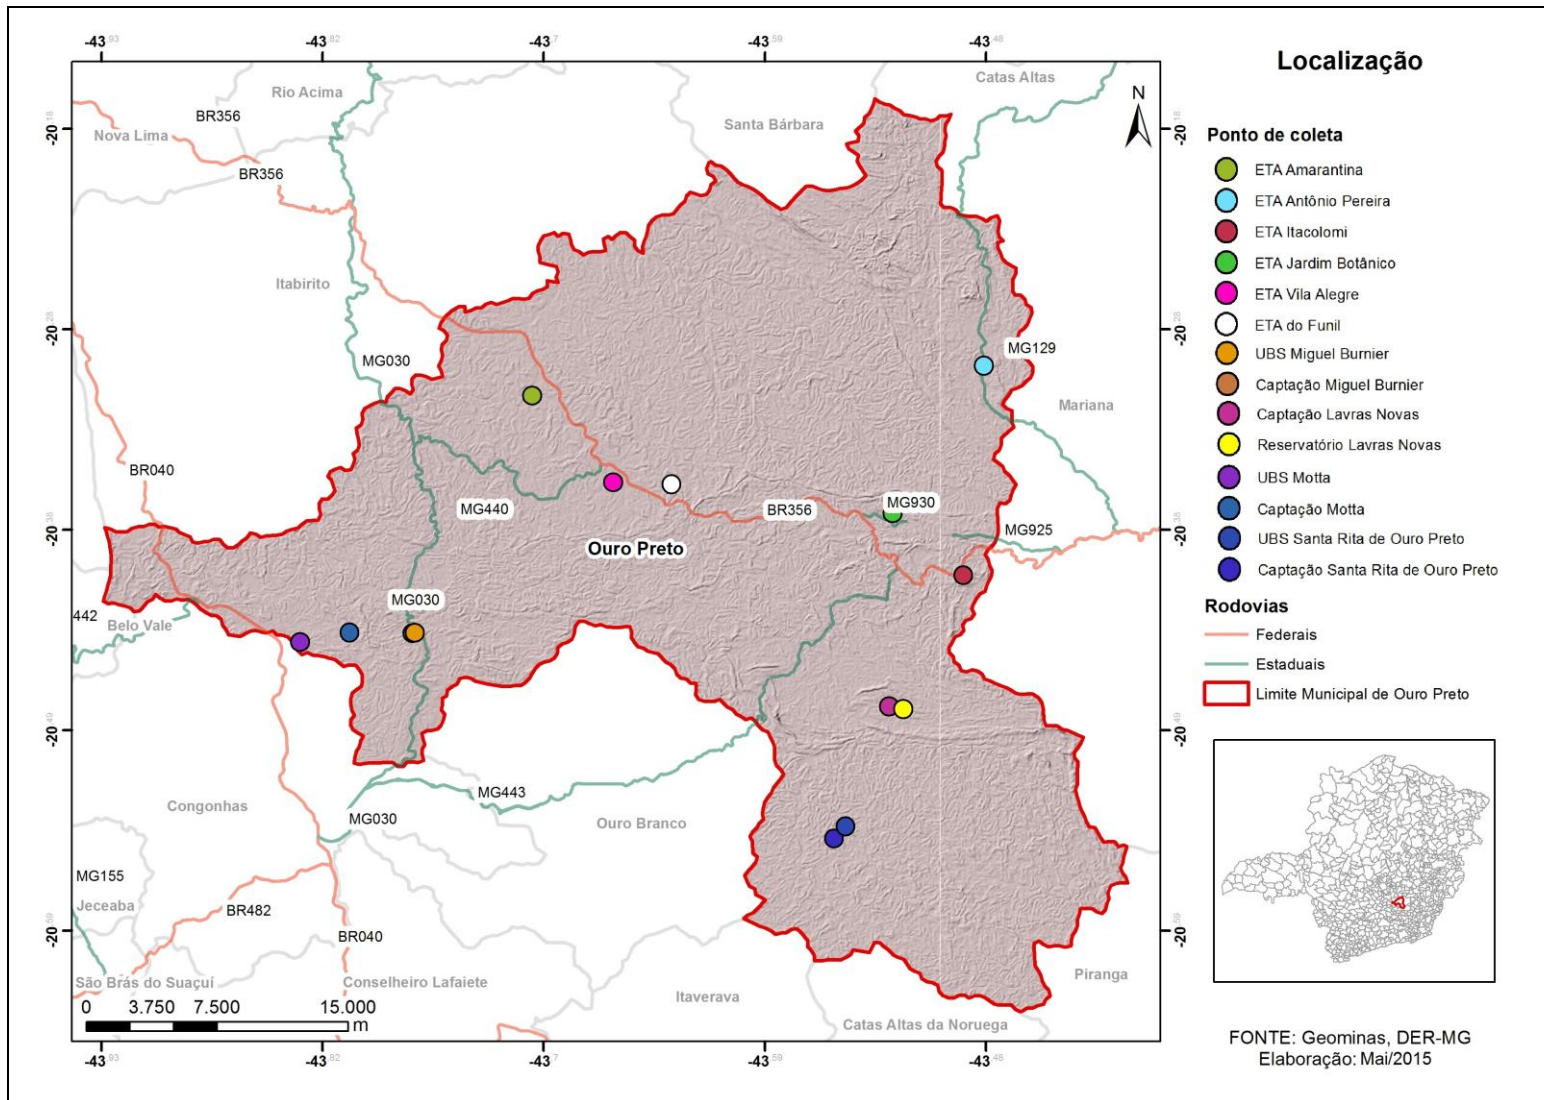 -43.93
-43.82
-43.7
-43.59
-43.48
Localização
Catas Altas
Rio Acima
N
BR356
Santa Bárbara
Nova Lima
-20.18
-20.18
Ponto de coleta
BR356
ETA Amarantina
ETA Antônio Pereira
ETA Itacolomi
ETA Jardim Botânico
Itabirito
ETA Vila Alegre
-20.28
-20.28
ETA do Funil
MG129
UBS Miguel Burnier
MG030
Captação Miguel Burnier
Mariana
Captação Lavras Novas
Reservatório Lavras Novas
BR040
UBS Motta
MG440
BR356
MG930
Captação Motta
-20.38
-20.38
MG925
UBS Santa Rita de Ouro Preto
Ouro Preto
Captação Santa Rita de Ouro Preto
MG030
Rodovias
442
Belo Vale
Federais
Estaduais
Limite Municipal de Ouro Preto
-20.49
-20.49
MG443
Congonhas
MG030
Ouro Branco
MG155
Jeceaba
BR482
-20.59
-20.59
BR040
São Brás do Suaçuí
Conselheiro Lafaiete
Piranga
Itaverava
0 3.750 7.500 15.000
m
Catas Altas da Noruega
FONTE: Geominas, DER-MG
Elaboração: Mai/2015
-43.93
-43.82
-43.7
-43.59
-43.48